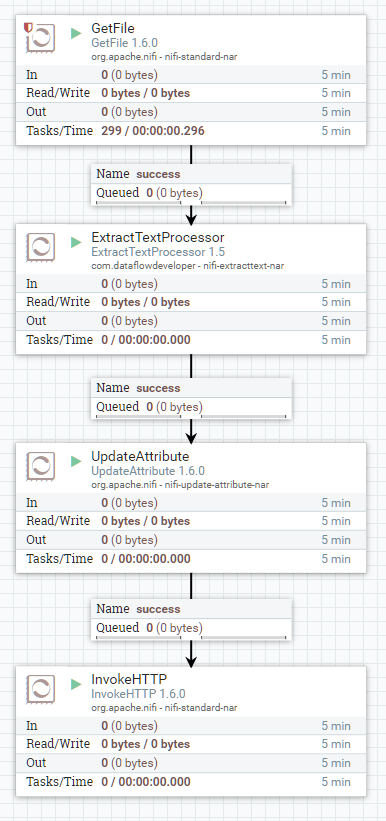 GetFile
GetFile 1.6.0
org.apache.nifi - nifi-standard-nar
In 0 (0 bytes) 5 min
Read/Write 0 bytes / 0 bytes 5 min
Out 0 (0 bytes) 5 min
Tasks/Time 299 / 00:00:00.296 5 min
Name success
Queued 0 (0 bytes)
ExtractTextProcessor
ExtractTextProcessor 1.5
com.dataflowdeveloper - nifi-extracttext-nar
In 0 (0 bytes) 5 min
Read/Write 0 bytes / 0 bytes 5 min
Out 0 (0 bytes) 5 min
Tasks/Time 0 / 00:00:00.000 5 min
Name success
Queued 0 (0 bytes)
UpdateAttribute
UpdateAttribute 1.6.0
org.apache.nifi - nifi-update-attribute-nar
In 0 (0 bytes) 5 min
Read/Write 0 bytes / 0 bytes 5 min
Out 0 (0 bytes) 5 min
Tasks/Time 0 / 00:00:00.000 5 min
Name success
Queued 0 (0 bytes)
InvokeHTTP
InvokeHTTP 1.6.0
org.apache.nifi - nifi-standard-nar
In 0 (0 bytes) 5 min
Read/Write 0 bytes / 0 bytes 5 min
Out 0 (0 bytes) 5 min
Tasks/Time 0 / 00:00:00.000 5 min